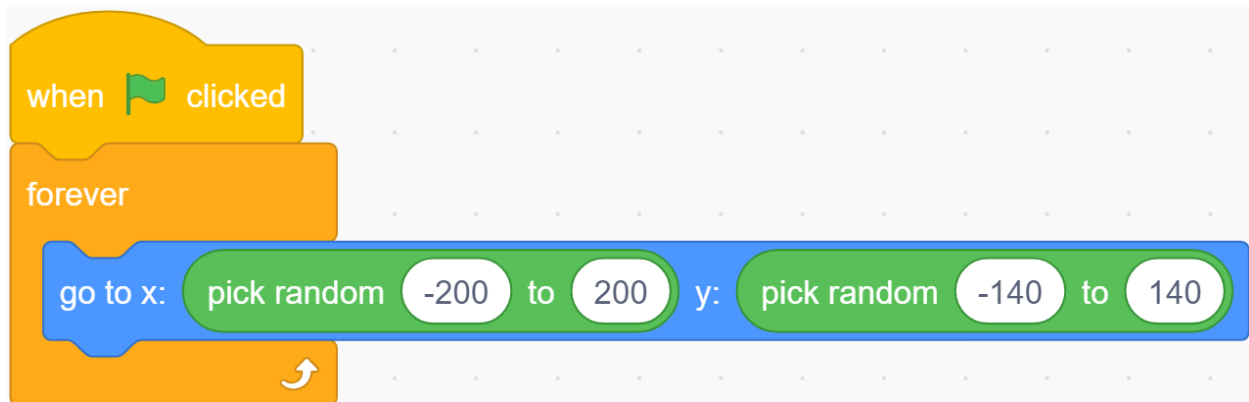 when clicked
forever
go to x: pick random -200 to 200 y: pick random -140 to 140